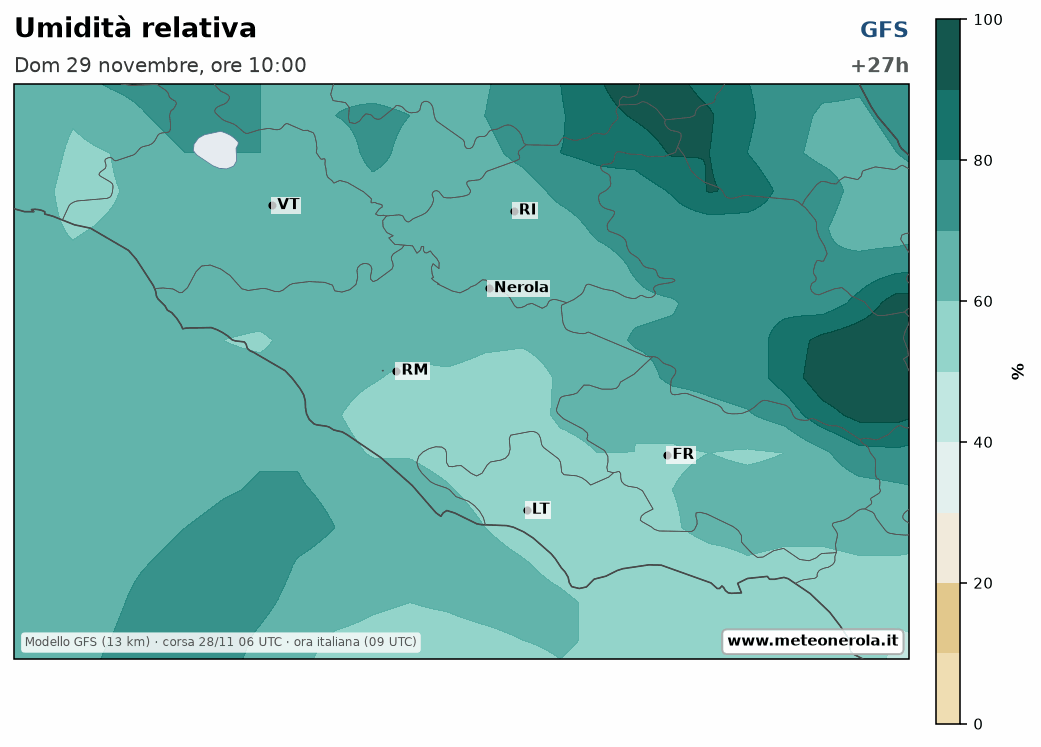 Umidità relativa
GFS
Dom 29 novembre, ore 10:00
+27h
100
80
60
40
20
0
%
VT
RI
Nerola
RM
FR
LT
Modello GFS (13 km) · corsa 28/11 06 UTC · ora italiana (09 UTC)
www.meteonerola.it